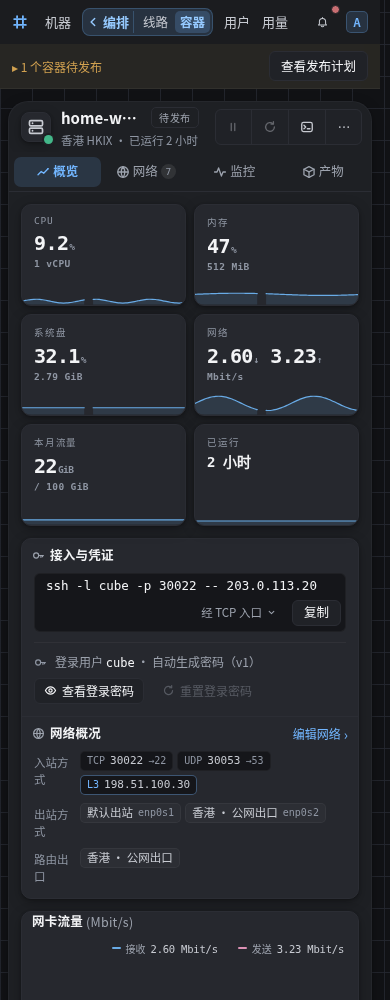 机器 编排 线路 容器 用户 用量 A
▸ 1 个容器待发布 查看发布计划
home-w··· 待发布
香港 HKIX • 已运行 2 小时
概览 网络 7 监控 产物
CPU
9.2%
1 vCPU
内存
47%
512 MiB
系统盘
32.1%
2.79 GiB
网络
2.60↓ 3.23↑
Mbit/s
本月流量
22GiB
/ 100 GiB
已运行
2 小时
接入与凭证
ssh -l cube -p 30022 -- 203.0.113.20
经 TCP 入口 复制
登录用户 cube • 自动生成密码（v1）
查看登录密码 重置登录密码
网络概况 编辑网络 ›
入站方式 TCP 30022 →22 UDP 30053 →53
L3 198.51.100.30
出站方式 默认出站 enp0s1 香港 • 公网出口 enp0s2
路由出口 香港 • 公网出口
网卡流量 (Mbit/s)
接收 2.60 Mbit/s 发送 3.23 Mbit/s